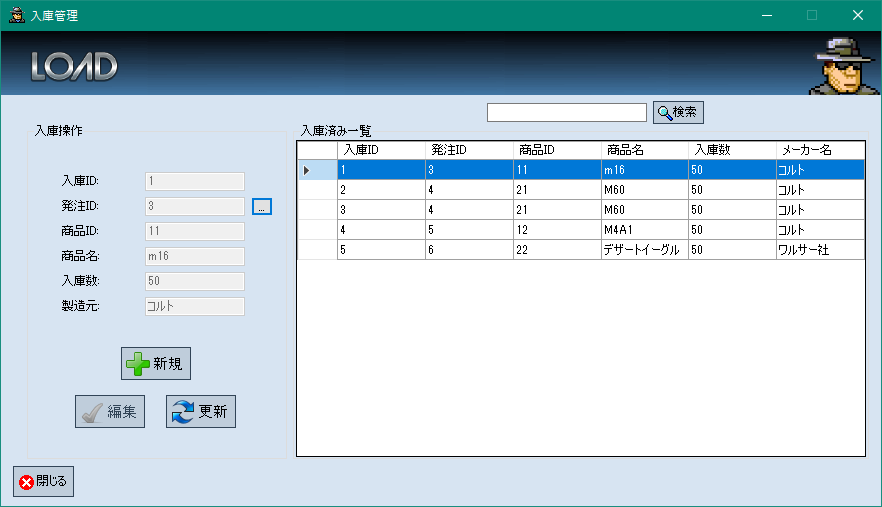 入庫管理
LOAD
検索
入庫操作
入庫ID: 1
発注ID: 3 ...
商品ID: 11
商品名: m16
入庫数: 50
製造元: コルト
新規
編集 更新
閉じる
入庫済み一覧
入庫ID 発注ID 商品ID 商品名 入庫数 メーカー名
1 3 11 m16 50 コルト
2 4 21 M60 50 コルト
3 4 21 M60 50 コルト
4 5 12 M4A1 50 コルト
5 6 22 デザートイーグル 50 ワルサー社